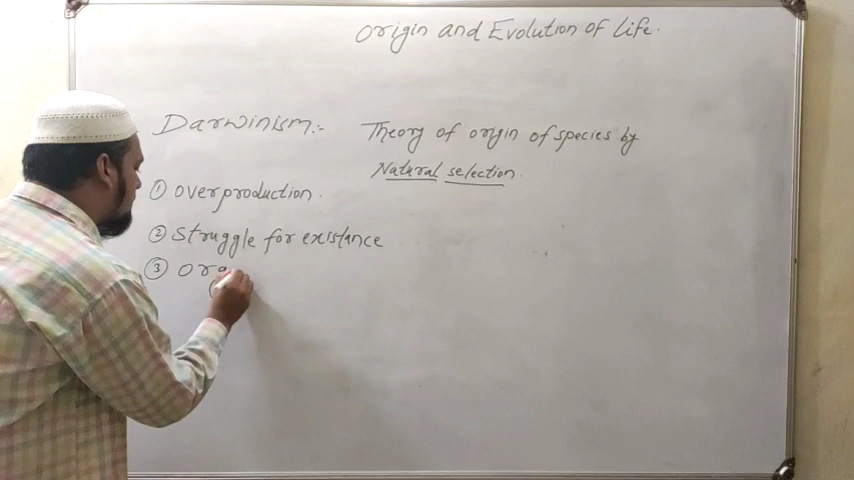 Origin and Evolution of Life.
Darwinism:-
Theory of origin of species by
Natural selection.
① overproduction.
② Struggle for existance
③ Org